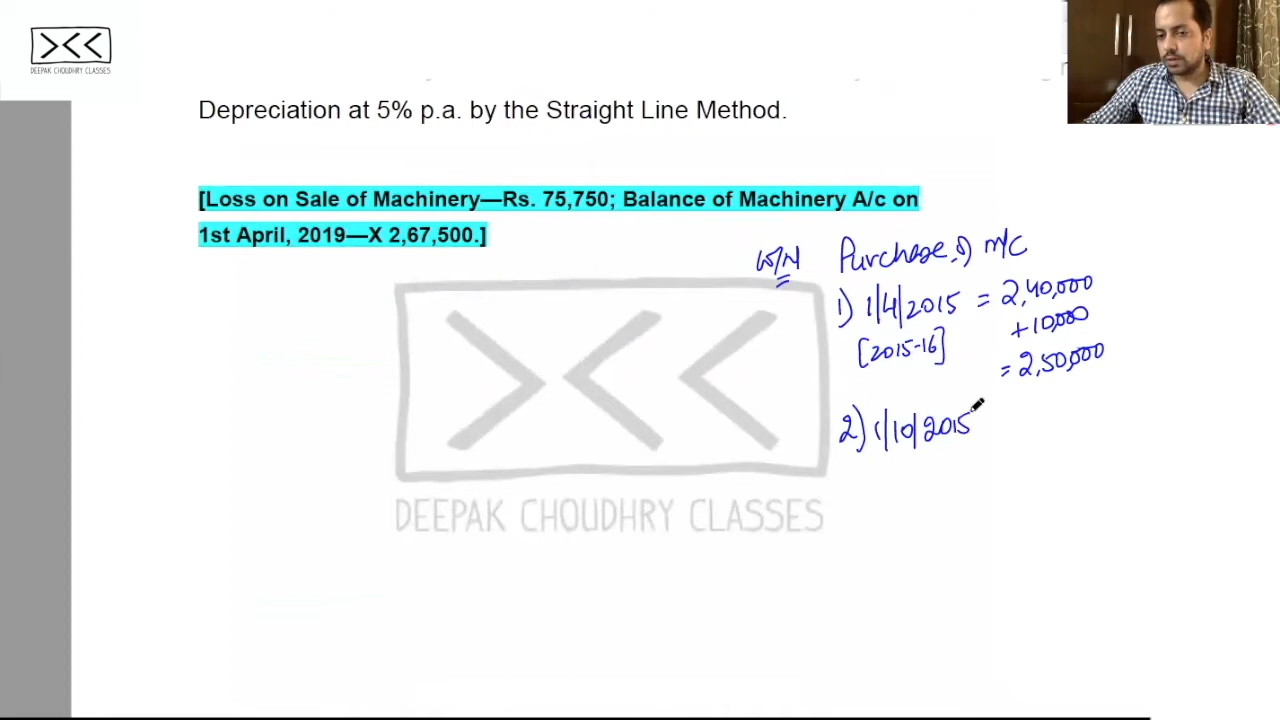 DEEPAK CHOUDHRY CLASSES
Depreciation at 5% p.a. by the Straight Line Method.
[Loss on Sale of Machinery—Rs. 75,750; Balance of Machinery A/c on
1st April, 2019—X 2,67,500.]
W/N Purchase of M/C
1) 1/4/2015 = 2,40,000
+10,000
[2015-16]
= 2,50,000
2) 1/10/2015
DEEPAK CHOUDHRY CLASSES